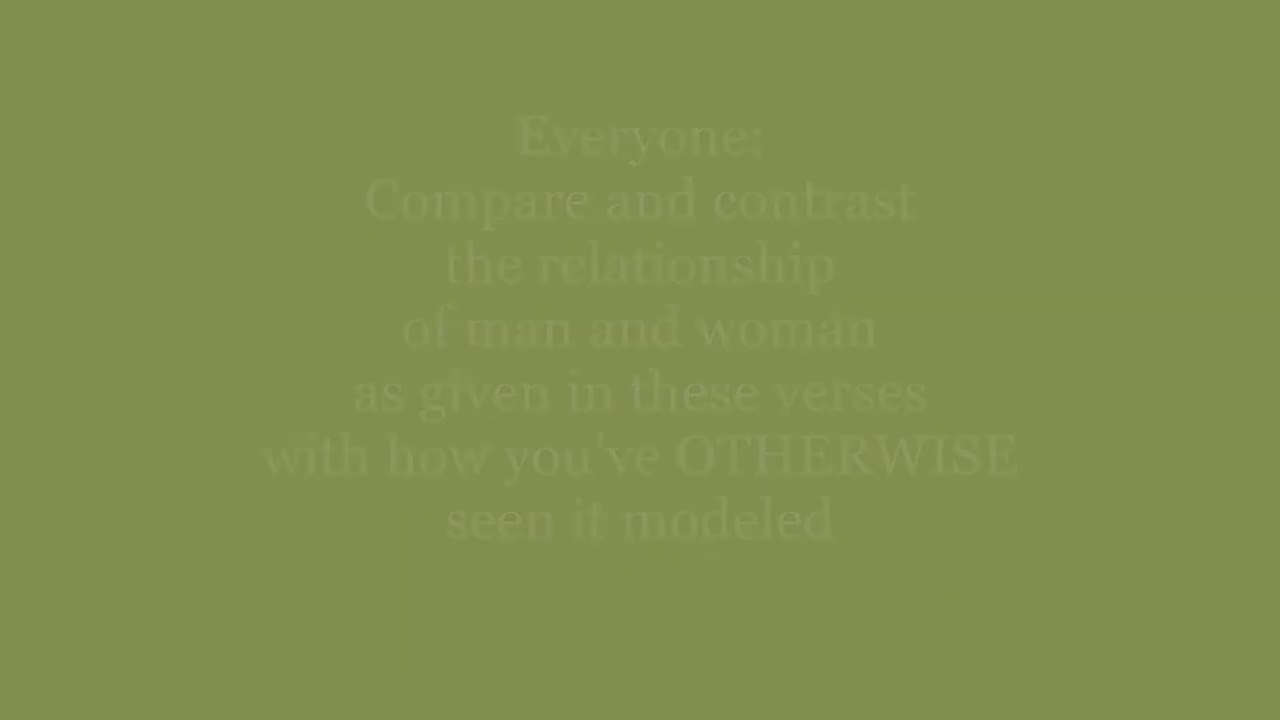 Everyone:
Compare and contrast
the relationship
of man and woman
as given in these verses
with how you've OTHERWISE
seen it modeled